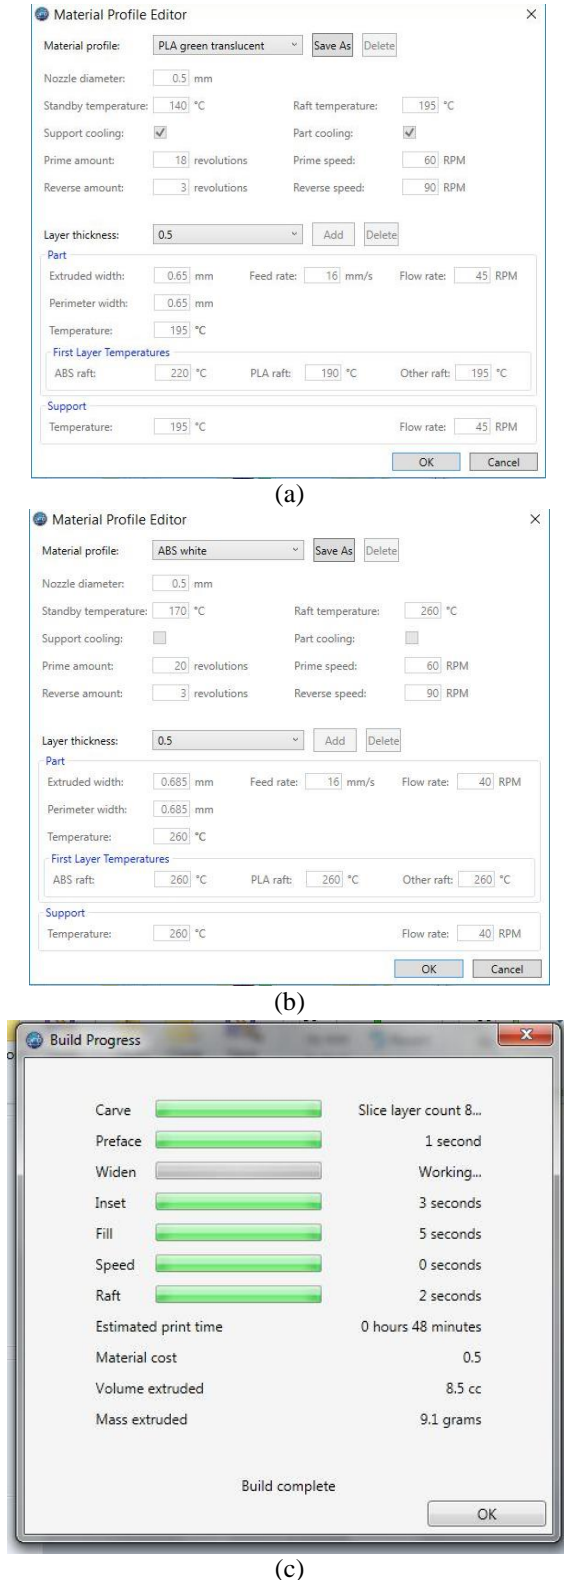 Material Profile Editor
Material profile: PLA green translucent Save As Delete
Nozzle diameter: 0.5 mm
Standby temperature: 140 °C Raft temperature: 195 °C
Support cooling: Part cooling:
Prime amount: 18 revolutions Prime speed: 60 RPM
Reverse amount: 3 revolutions Reverse speed: 90 RPM
Layer thickness: 0.5 Add Delete
Part
Extruded width: 0.65 mm Feed rate: 16 mm/s Flow rate: 45 RPM
Perimeter width: 0.65 mm
Temperature: 195 °C
First Layer Temperatures
ABS raft: 220 °C PLA raft: 190 °C Other raft: 195 °C
Support
Temperature: 195 °C Flow rate: 45 RPM
OK Cancel
(a)
Material Profile Editor
Material profile: ABS white Save As Delete
Nozzle diameter: 0.5 mm
Standby temperature: 170 °C Raft temperature: 260 °C
Support cooling: Part cooling:
Prime amount: 20 revolutions Prime speed: 60 RPM
Reverse amount: 3 revolutions Reverse speed: 90 RPM
Layer thickness: 0.5 Add Delete
Part
Extruded width: 0.685 mm Feed rate: 16 mm/s Flow rate: 40 RPM
Perimeter width: 0.685 mm
Temperature: 260 °C
First Layer Temperatures
ABS raft: 260 °C PLA raft: 260 °C Other raft: 260 °C
Support
Temperature: 260 °C Flow rate: 40 RPM
OK Cancel
(b)
Build Progress
Carve Slice layer count 8...
Preface 1 second
Widen Working...
Inset 3 seconds
Fill 5 seconds
Speed 0 seconds
Raft 2 seconds
Estimated print time 0 hours 48 minutes
Material cost 0.5
Volume extruded 8.5 cc
Mass extruded 9.1 grams
Build complete
OK
(c)